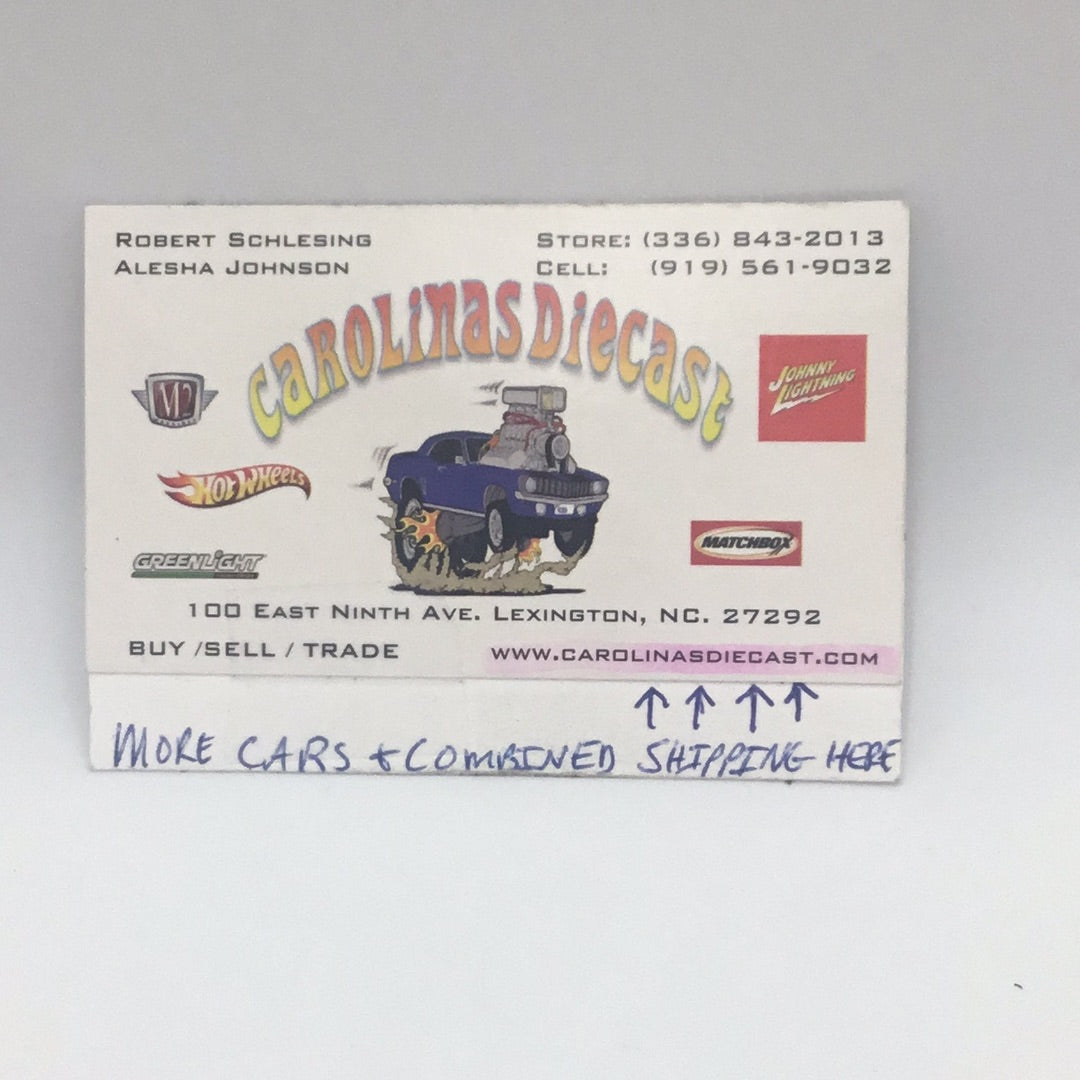 ROBERT SCHLESING
ALESHA JOHNSON
STORE: (336) 843-2013
CELL: (919) 561-9032
CAROLINAS DIECAST
M2
JOHNNY
LIGHTNING
HOT WHEELS
GREENLIGHT
MATCHBOX
100 EAST NINTH AVE. LEXINGTON, NC. 27292
BUY /SELL / TRADE
WWW.CAROLINASDIECAST.COM
↑ ↑ ↑ ↑
MORE CARS + COMBINED SHIPPING HERE